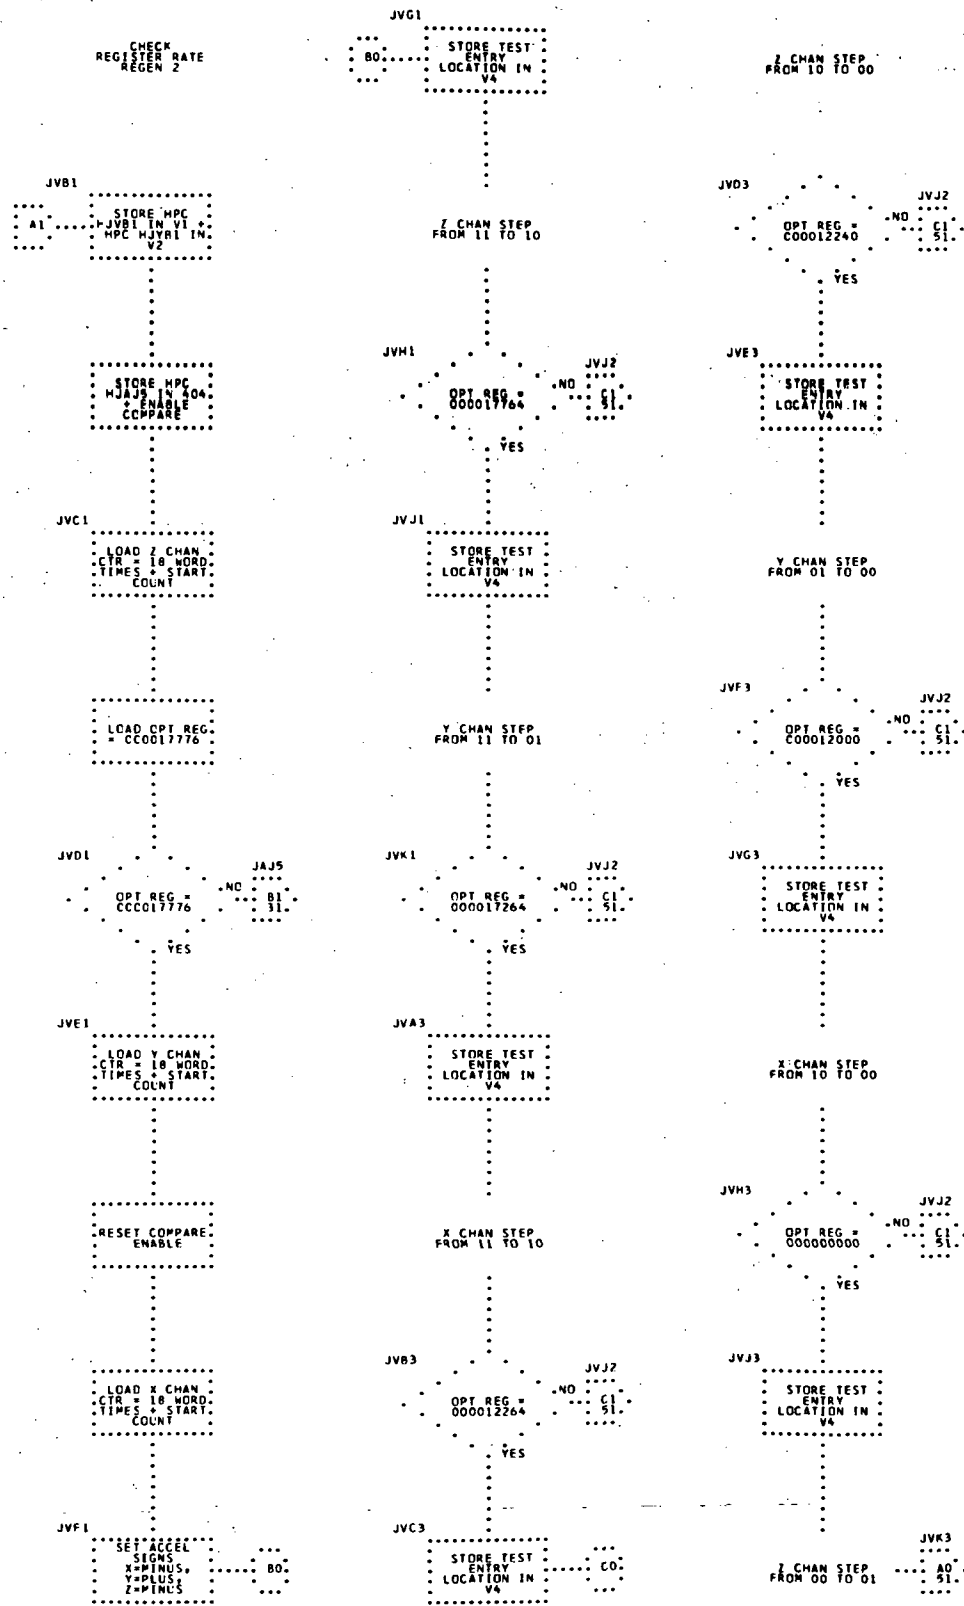 CHECK
REGISTER RATE
REGEN 2
JVB1
A1
STORE HPC
HJVB1 IN V1 +
HPC HJYB1 IN
V2
STORE HPC
HJAJ5 IN 404
+ ENABLE
COMPARE
JVC1
LOAD Z CHAN
CTR = 18 WORD
TIMES + START
COUNT
LOAD OPT REG
= CC0017776
JVD1
OPT REG =
CCC017776
NO
JAJ5
B1
31
YES
JVE1
LOAD Y CHAN
CTR = 18 WORD
TIMES + START
COUNT
RESET COMPARE
ENABLE
LOAD X CHAN
CTR = 18 WORD
TIMES + START
COUNT
JVF1
SET ACCEL
SIGNS
X=MINUS,
Y=PLUS,
Z=MINUS
B0
JVG1
B0
STORE TEST
ENTRY
LOCATION IN
V4
Z CHAN STEP
FROM 11 TO 10
JVH1
OPT REG =
000017764
NO
JVJ2
C1
51
YES
JVJ1
STORE TEST
ENTRY
LOCATION IN
V4
Y CHAN STEP
FROM 11 TO 01
JVK1
OPT REG =
000017264
NO
JVJ2
C1
51
YES
JVA3
STORE TEST
ENTRY
LOCATION IN
V4
X CHAN STEP
FROM 11 TO 10
JVB3
OPT REG =
000012264
NO
JVJ2
C1
51
YES
JVC3
STORE TEST
ENTRY
LOCATION IN
V4
C0
Z CHAN STEP
FROM 10 TO 00
JVD3
OPT REG =
C00012240
NO
JVJ2
C1
51
YES
JVE3
STORE TEST
ENTRY
LOCATION IN
V4
Y CHAN STEP
FROM 01 TO 00
JVF3
OPT REG =
C00012000
NO
JVJ2
C1
51
YES
JVG3
STORE TEST
ENTRY
LOCATION IN
V4
X CHAN STEP
FROM 10 TO 00
JVH3
OPT REG =
000000000
NO
JVJ2
C1
51
YES
JVJ3
STORE TEST
ENTRY
LOCATION IN
V4
Z CHAN STEP
FROM 00 TO 01
JVK3
A0
51